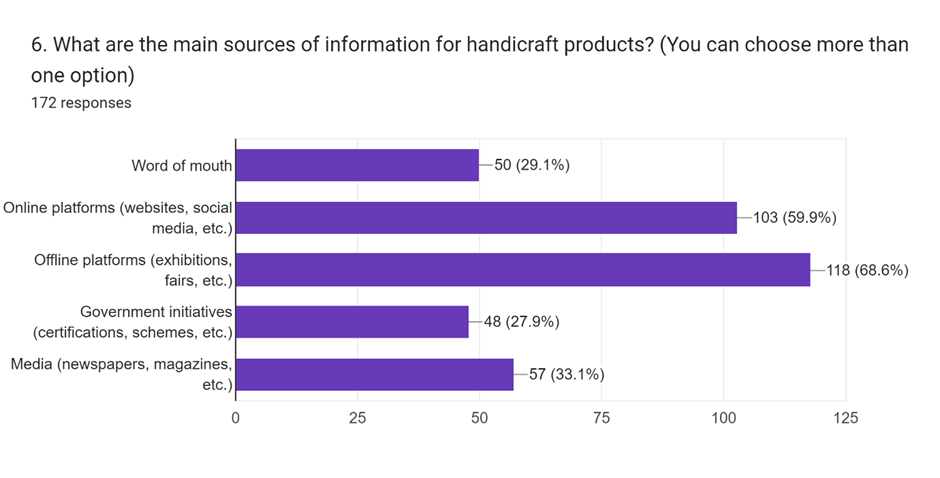 6. What are the main sources of information for handicraft products? (You can choose more than
one option)
172 responses
Word of mouth
50 (29.1%)
Online platforms (websites, social
media, etc.)
103 (59.9%)
Offline platforms (exhibitions,
fairs, etc.)
118 (68.6%)
Government initiatives
(certifications, schemes, etc.)
48 (27.9%)
Media (newspapers, magazines,
etc.)
57 (33.1%)
0 25 50 75 100 125